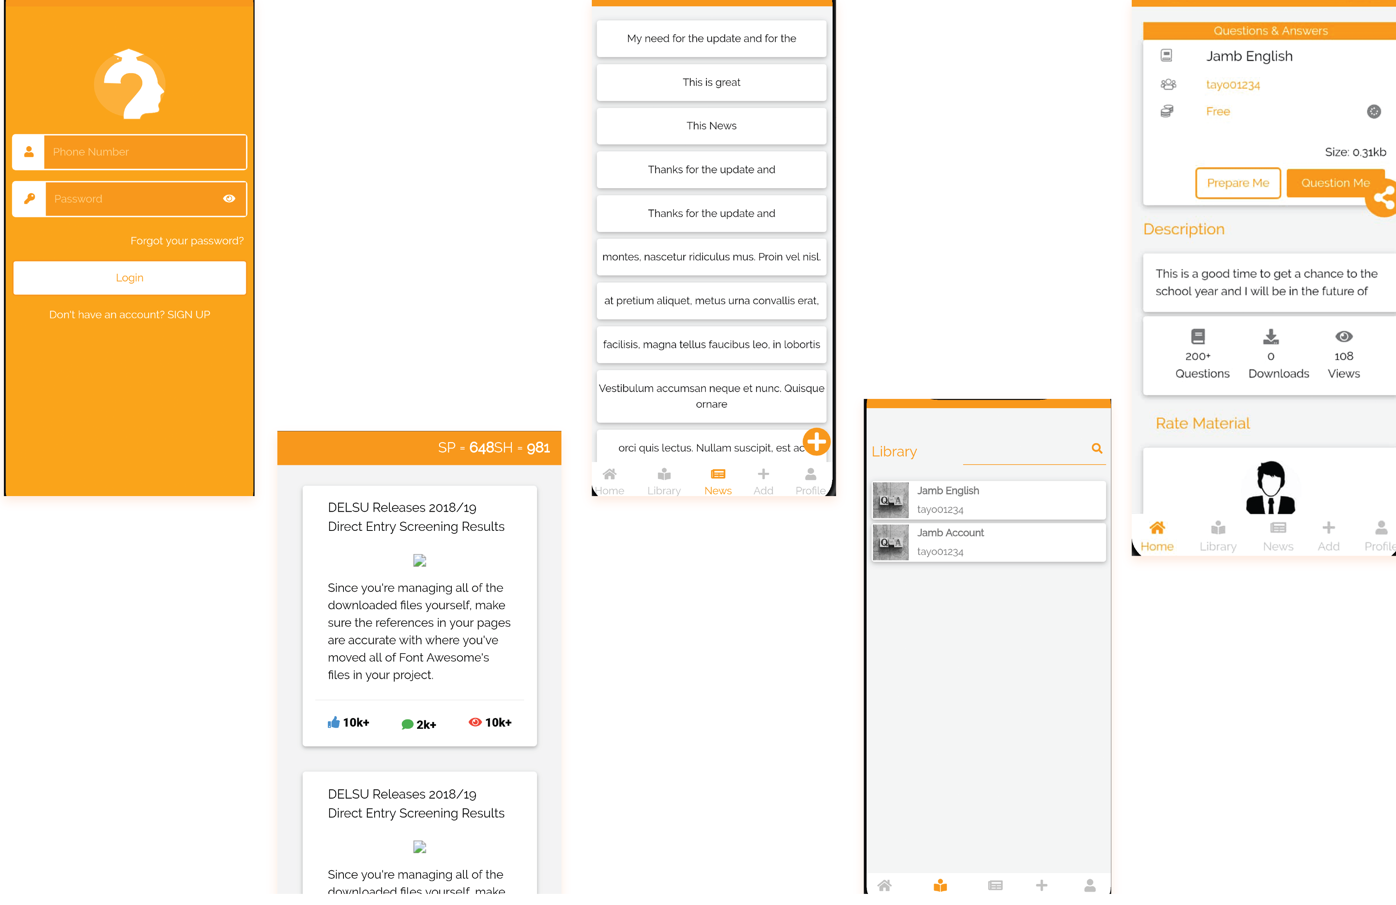 Phone Number
Password
Forgot your password?
Login
Don't have an account? SIGN UP
SP = 648SH = 981
DELSU Releases 2018/19
Direct Entry Screening Results
Since you're managing all of the
downloaded files yourself, make
sure the references in your pages
are accurate with where you've
moved all of Font Awesome's
files in your project.
10k+ 2k+ 10k+
DELSU Releases 2018/19
Direct Entry Screening Results
Since you're managing all of the
downloaded files yourself, make
My need for the update and for the
This is great
This News
Thanks for the update and
Thanks for the update and
montes, nascetur ridiculus mus. Proin vel nisl.
at pretium aliquet, metus urna convallis erat,
facilisis, magna tellus faucibus leo, in lobortis
Vestibulum accumsan neque et nunc. Quisque
ornare
orci quis lectus. Nullam suscipit, est ac
Home Library News Add Profile
Library
Jamb English
tayo01234
Jamb Account
tayo01234
Questions & Answers
Jamb English
tayo01234
Free
Size: 0.31kb
Prepare Me Question Me
Description
This is a good time to get a chance to the
school year and I will be in the future of
200+ 0 108
Questions Downloads Views
Rate Material
Home Library News Add Profile